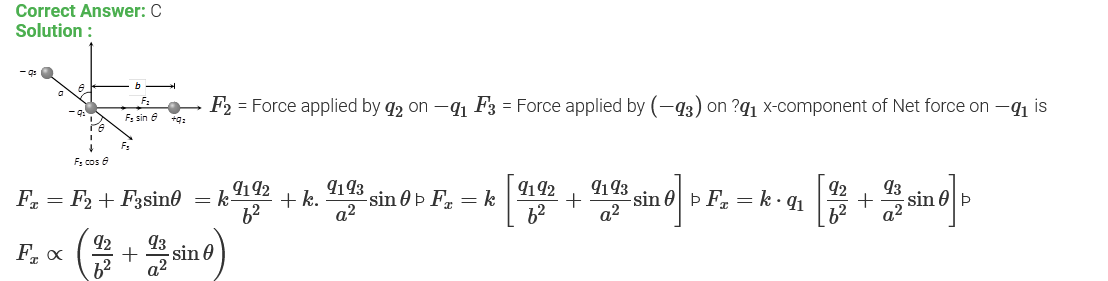 Correct Answer: C
Solution :
− q₃
θ
b
a
F₂
− q₁
F₃ sin θ
+q₂
θ
F₃
F₃ cos θ
F₂ = Force applied by q₂ on −q₁ F₃ = Force applied by (−q₃) on ?q₁ x-component of Net force on −q₁ is
Fₓ = F₂ + F₃sinθ = k q₁q₂/b² + k. q₁q₃/a² sin θ Þ Fₓ = k [q₁q₂/b² + q₁q₃/a² sin θ] Þ Fₓ = k · q₁ [q₂/b² + q₃/a² sin θ] Þ
Fₓ ∝ (q₂/b² + q₃/a² sin θ)